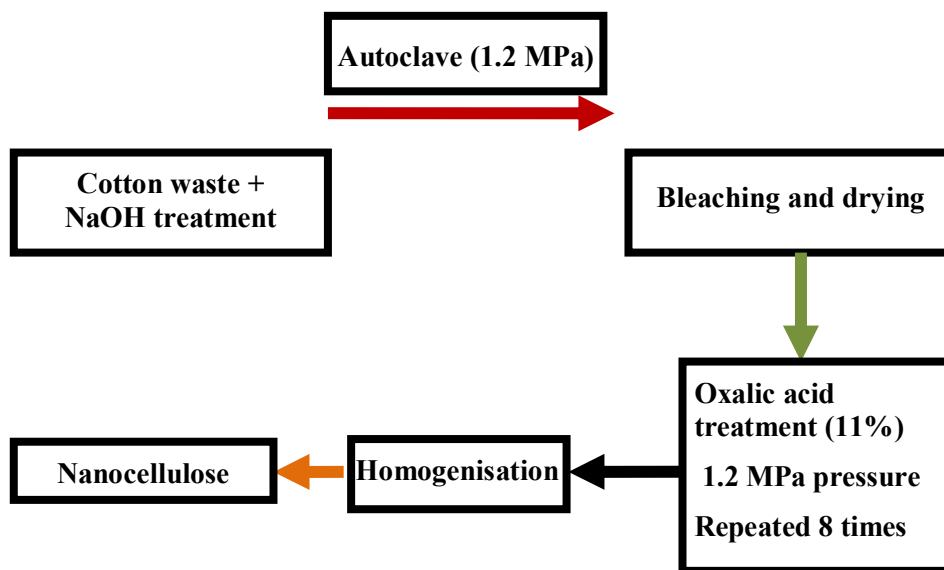 Autoclave (1.2 MPa)
Cotton waste +
NaOH treatment
Bleaching and drying
Oxalic acid
treatment (11%)
1.2 MPa pressure
Repeated 8 times
Homogenisation
Nanocellulose